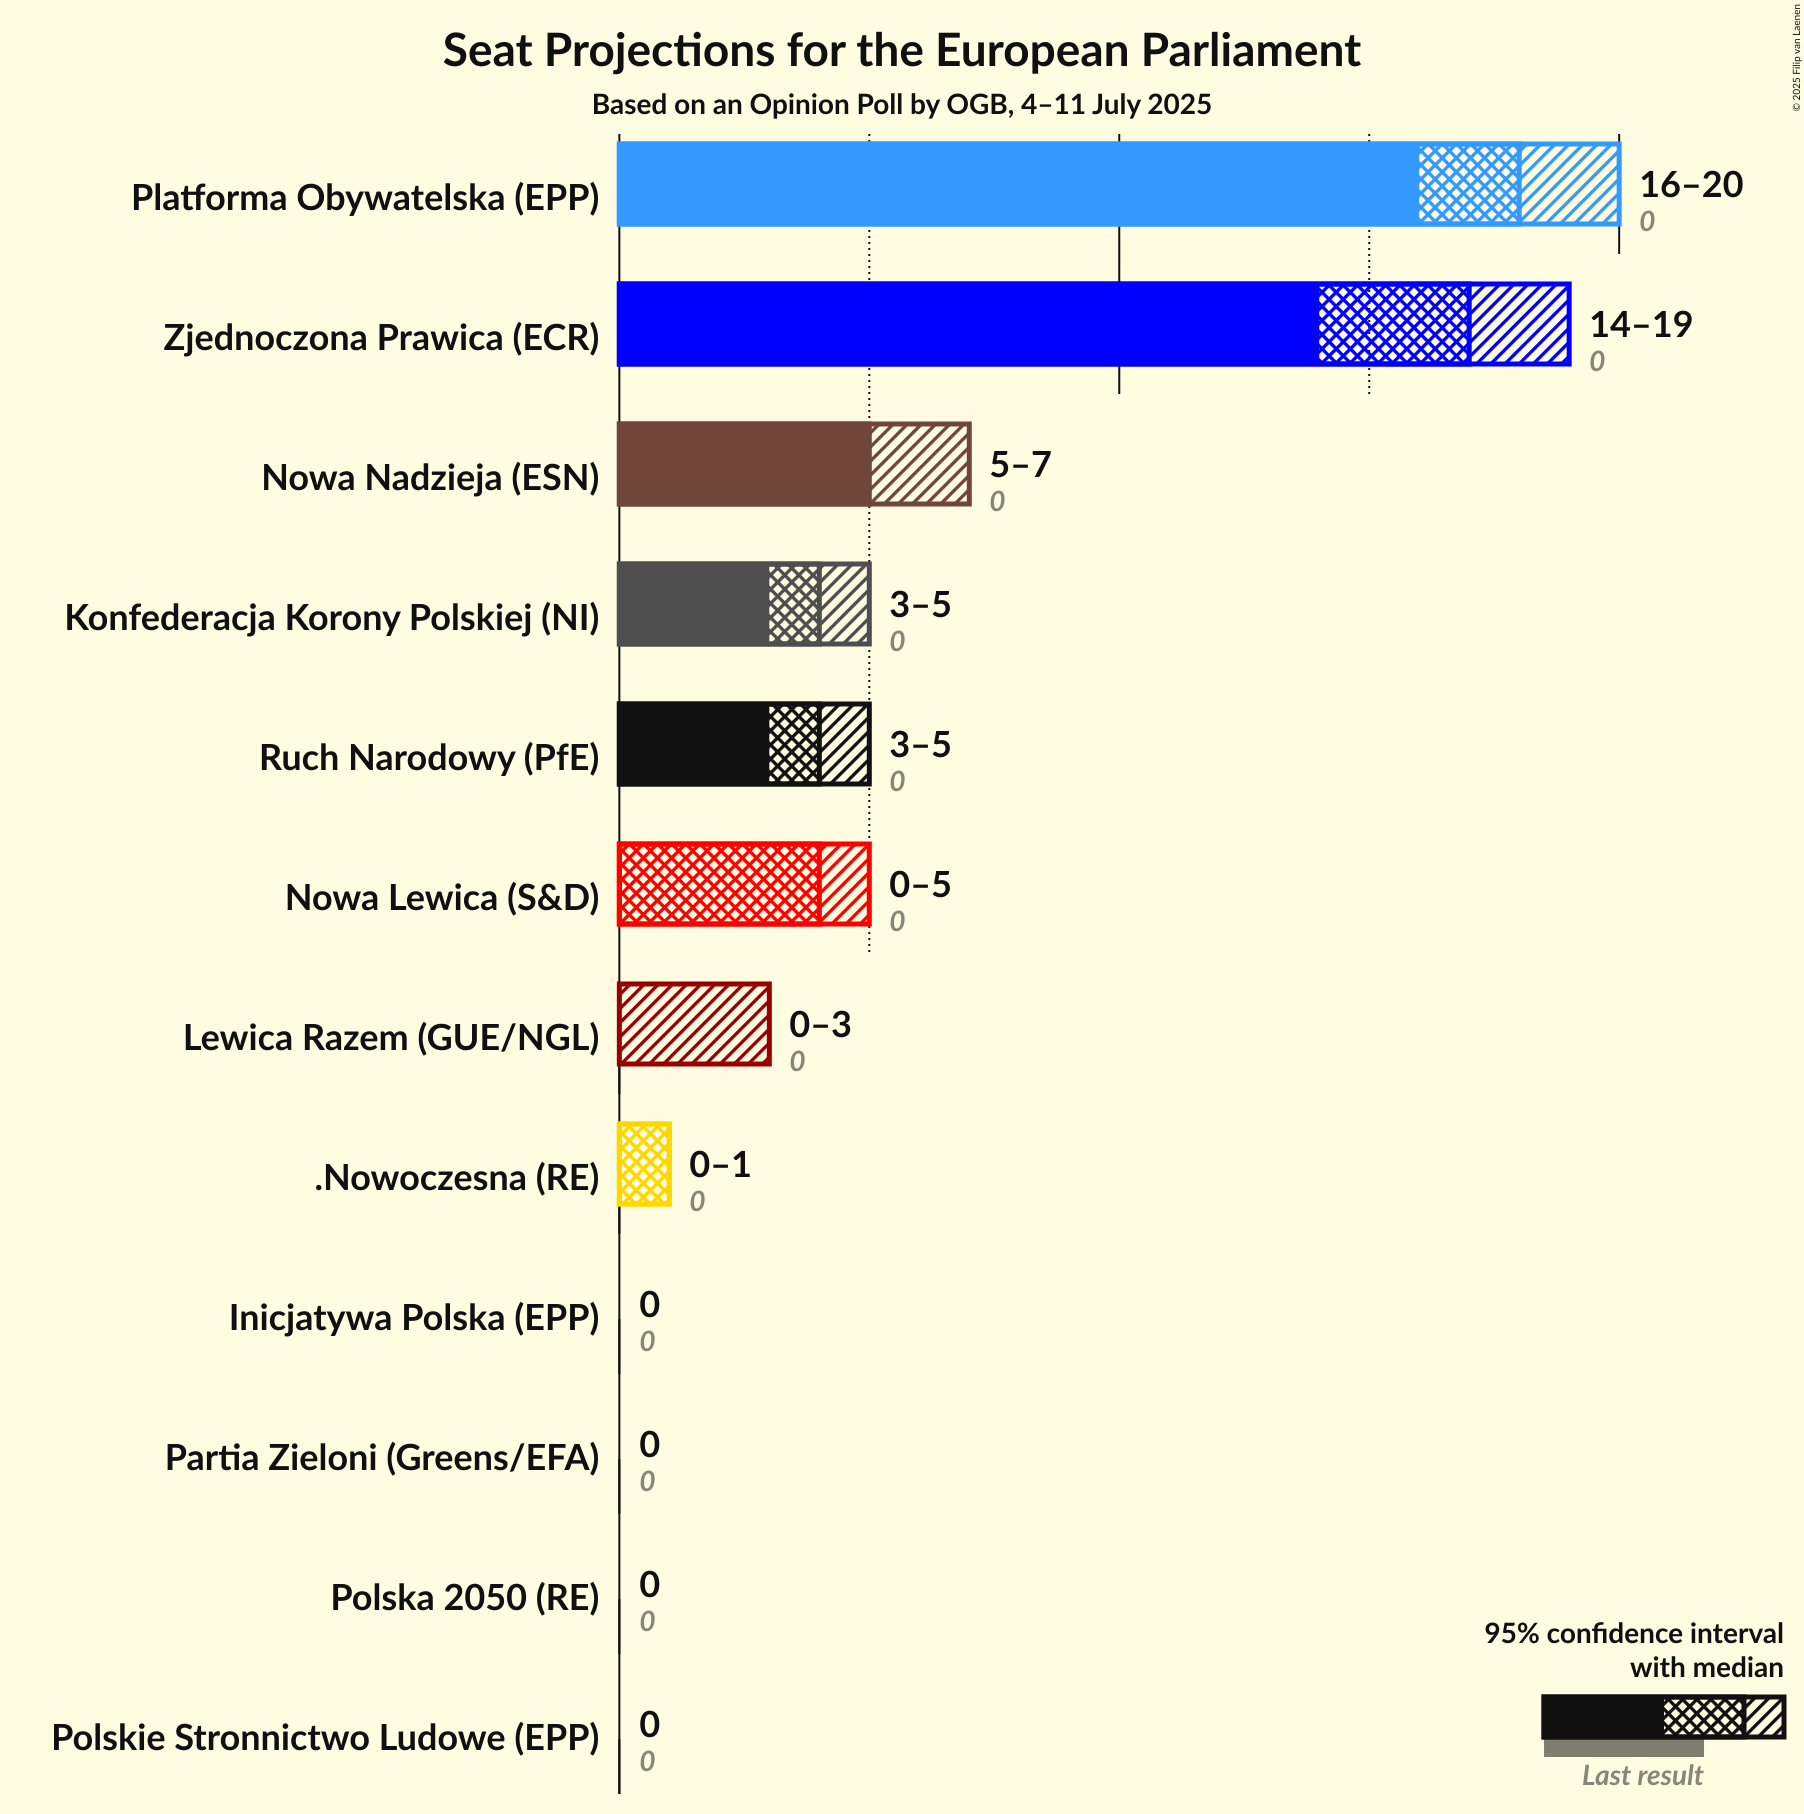 Seat Projections for the European Parliament
Based on an Opinion Poll by OGB, 4–11 July 2025
© 2025 Filip van Laenen
Platforma Obywatelska (EPP)
16–20
0
Zjednoczona Prawica (ECR)
14–19
0
Nowa Nadzieja (ESN)
5–7
0
Konfederacja Korony Polskiej (NI)
3–5
0
Ruch Narodowy (PfE)
3–5
0
Nowa Lewica (S&D)
0–5
0
Lewica Razem (GUE/NGL)
0–3
0
.Nowoczesna (RE)
0–1
0
Inicjatywa Polska (EPP)
0
0
Partia Zieloni (Greens/EFA)
0
0
Polska 2050 (RE)
0
0
Polskie Stronnictwo Ludowe (EPP)
0
0
95% confidence interval
with median
Last result